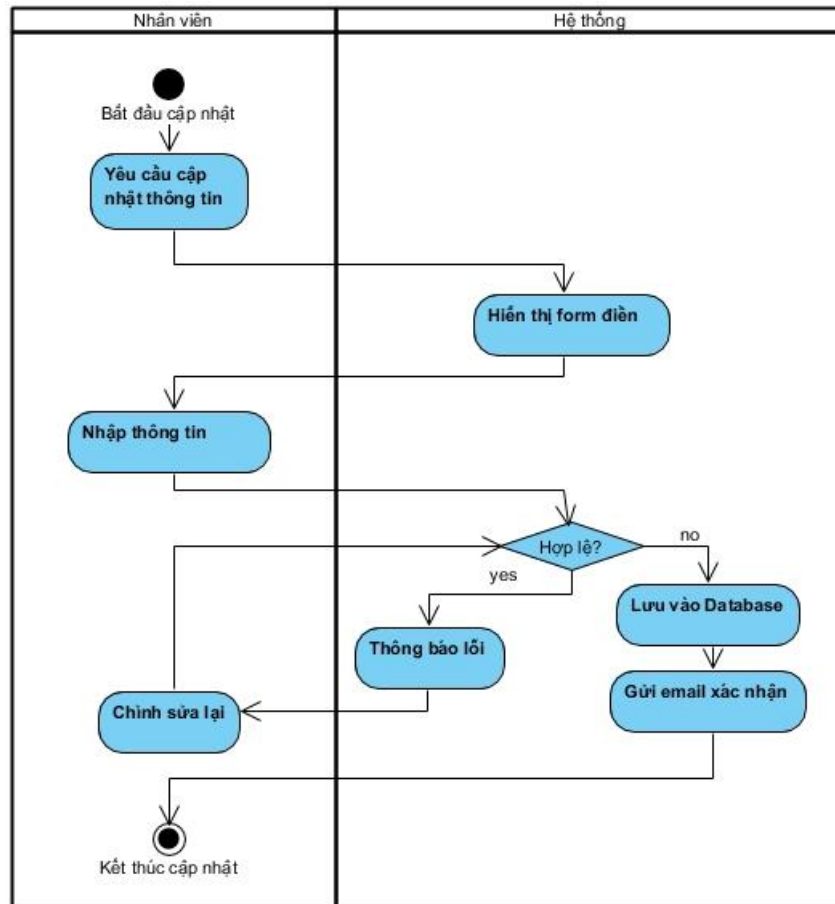 Nhân viên
Hệ thống
Bắt đầu cập nhật
Yêu cầu cập
nhật thông tin
Hiển thị form điền
Nhập thông tin
Hợp lệ?
no
yes
Lưu vào Database
Thông báo lỗi
Gửi email xác nhận
Chình sửa lại
Kết thúc cập nhật